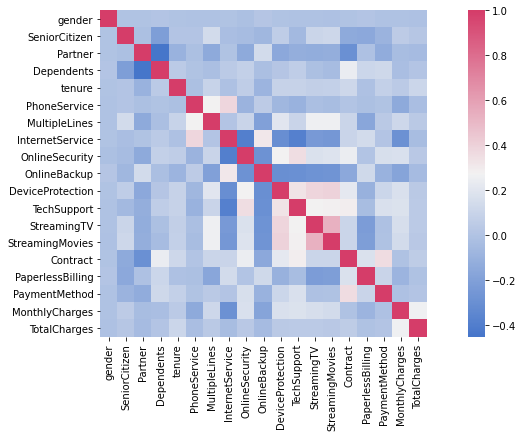 gender
SeniorCitizen
Partner
Dependents
tenure
PhoneService
MultipleLines
InternetService
OnlineSecurity
OnlineBackup
DeviceProtection
TechSupport
StreamingTV
StreamingMovies
Contract
PaperlessBilling
PaymentMethod
MonthlyCharges
TotalCharges
gender
SeniorCitizen
Partner
Dependents
tenure
PhoneService
MultipleLines
InternetService
OnlineSecurity
OnlineBackup
DeviceProtection
TechSupport
StreamingTV
StreamingMovies
Contract
PaperlessBilling
PaymentMethod
MonthlyCharges
TotalCharges
1.0
0.8
0.6
0.4
0.2
0.0
−0.2
−0.4